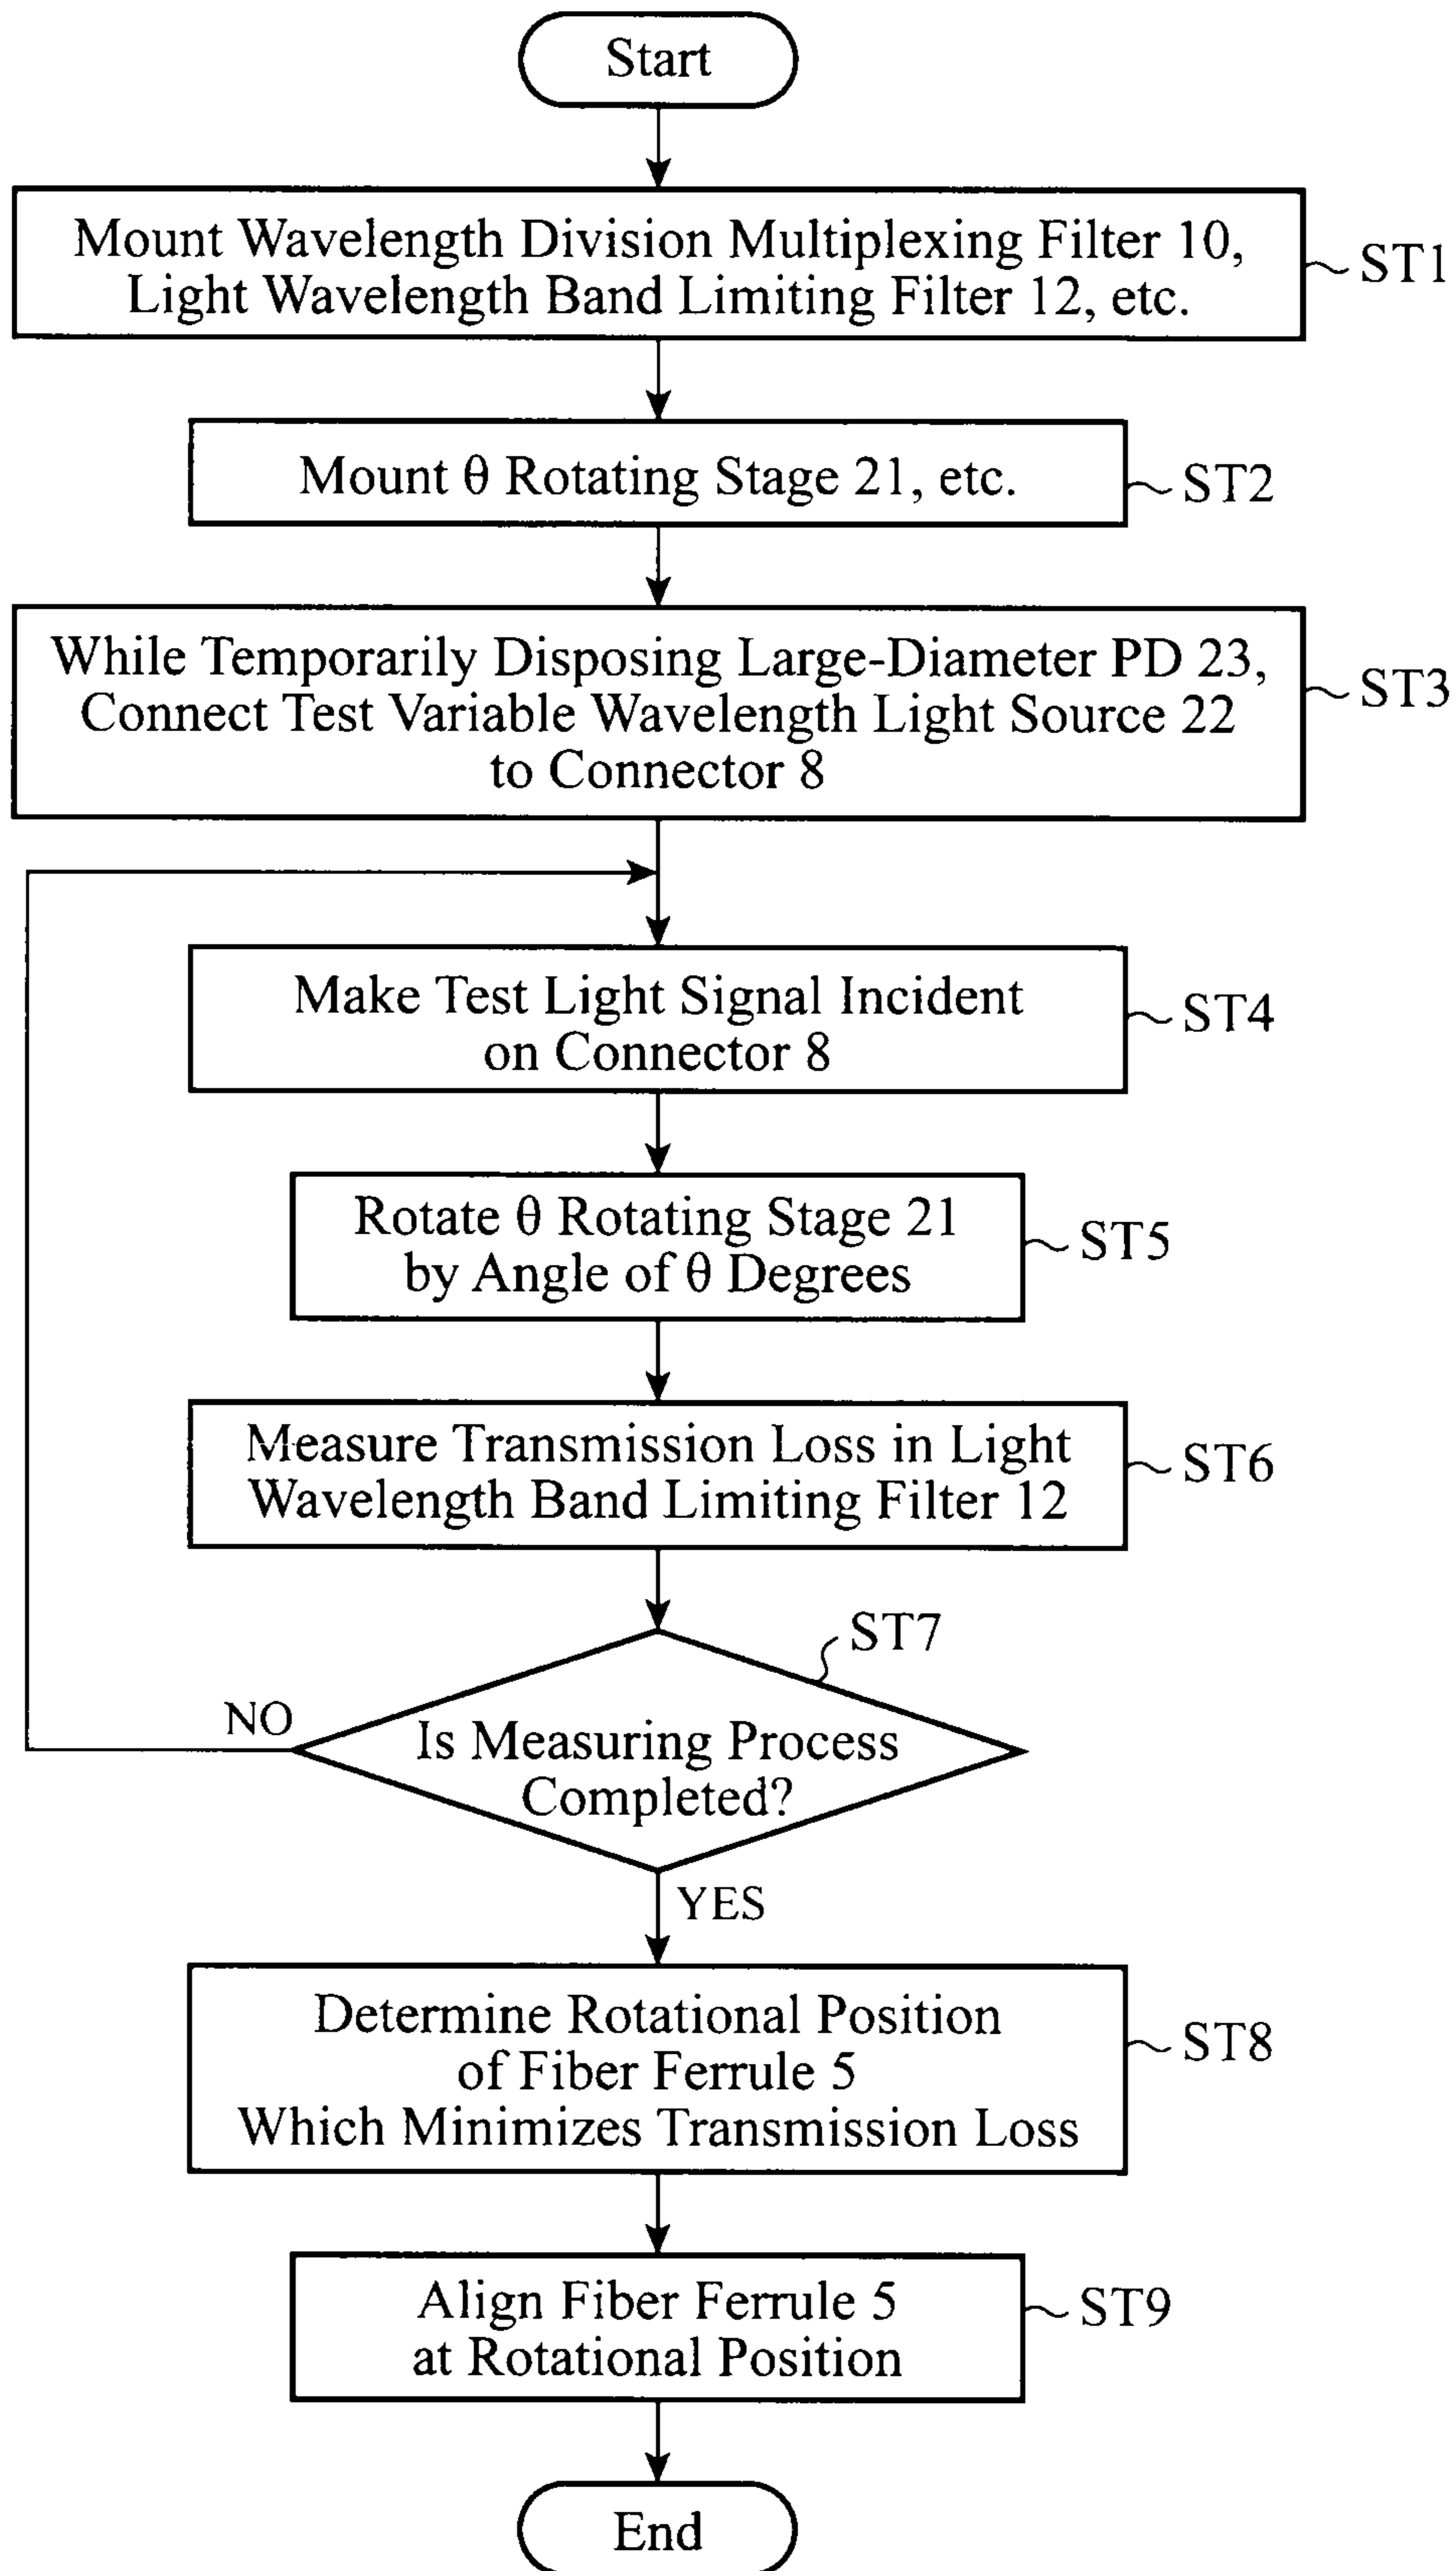 Start
Mount Wavelength Division Multiplexing Filter 10,
Light Wavelength Band Limiting Filter 12, etc.
ST1
Mount θ Rotating Stage 21, etc.
ST2
While Temporarily Disposing Large-Diameter PD 23,
Connect Test Variable Wavelength Light Source 22
to Connector 8
ST3
Make Test Light Signal Incident
on Connector 8
ST4
Rotate θ Rotating Stage 21
by Angle of θ Degrees
ST5
Measure Transmission Loss in Light
Wavelength Band Limiting Filter 12
ST6
ST7
NO
Is Measuring Process
Completed?
YES
Determine Rotational Position
of Fiber Ferrule 5
Which Minimizes Transmission Loss
ST8
Align Fiber Ferrule 5
at Rotational Position
ST9
End